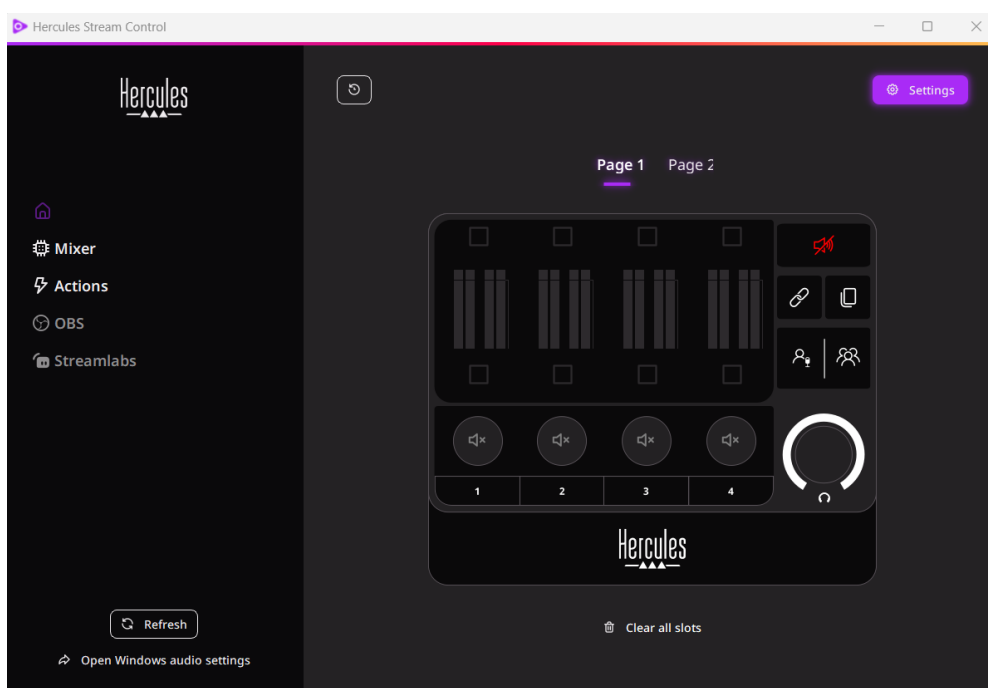 Hercules Stream Control
Hercules
Settings
Page 1 Page 2
Mixer
Actions
OBS
Streamlabs
1 2 3 4
Hercules
Refresh
Clear all slots
Open Windows audio settings